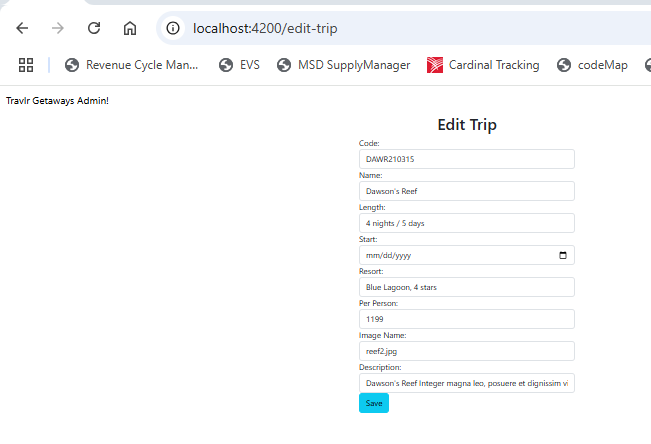 localhost:4200/edit-trip
Revenue Cycle Man... EVS MSD SupplyManager Cardinal Tracking codeMap
Travlr Getaways Admin!
Edit Trip
Code:
DAWR210315
Name:
Dawson's Reef
Length:
4 nights / 5 days
Start:
mm/dd/yyyy
Resort:
Blue Lagoon, 4 stars
Per Person:
1199
Image Name:
reef2.jpg
Description:
Dawson's Reef Integer magna leo, posuere et dignissim vi
Save